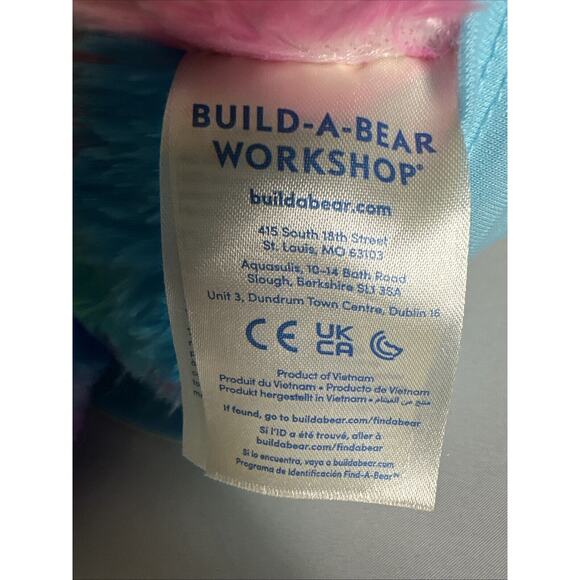 BUILD-A-BEAR
WORKSHOP®
buildabear.com
415 South 18th Street
St. Louis, MO 63103
Aquasulis, 10-14 Bath Road
Slough, Berkshire SL1 3SA
Unit 3, Dundrum Town Centre, Dublin 16
CE UK CA
Product of Vietnam
Produit du Vietnam • Producto de Vietnam
Produkt hergestellt in Vietnam • منتج من الفيتنام
If found, go to buildabear.com/findabear
Si l'ID a été trouvé, aller à
buildabear.com/findabear
Si lo encuentra, vaya a buildabear.com
Programa de Identificación Find-A-Bear™